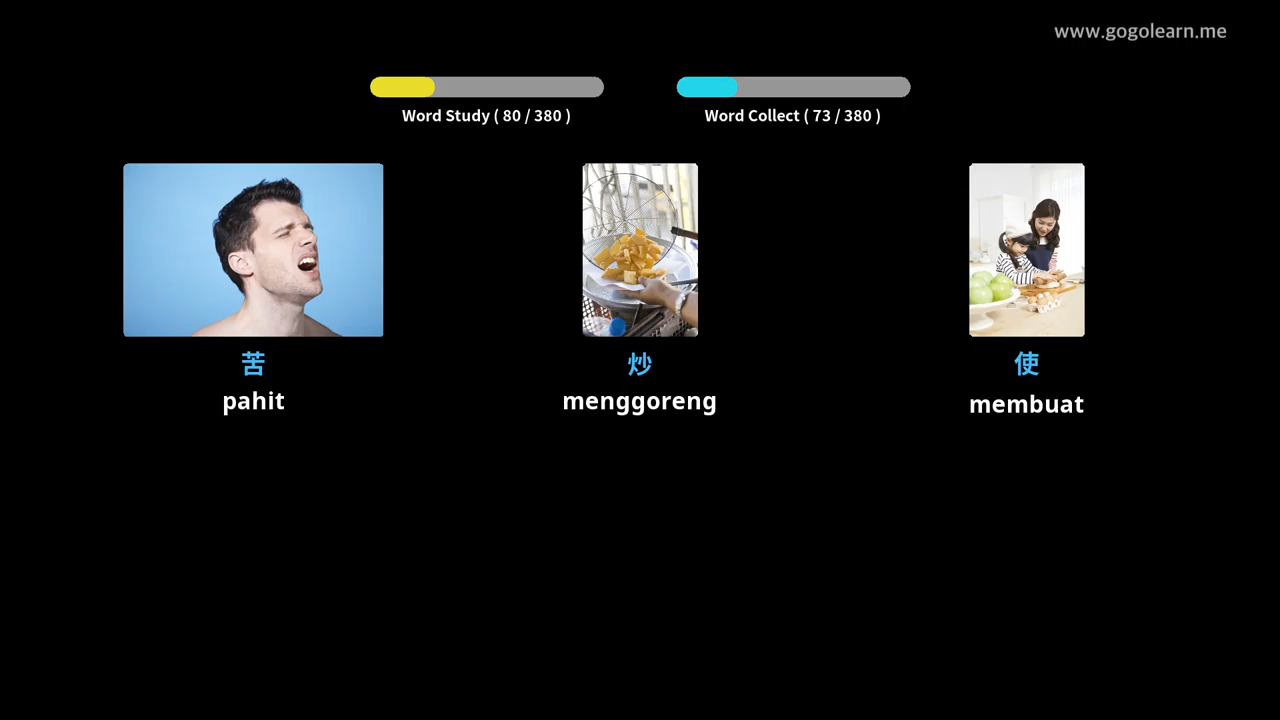 www.gogolearn.me
Word Study ( 80 / 380 )
Word Collect ( 73 / 380 )
苦
炒
使
pahit
menggoreng
membuat